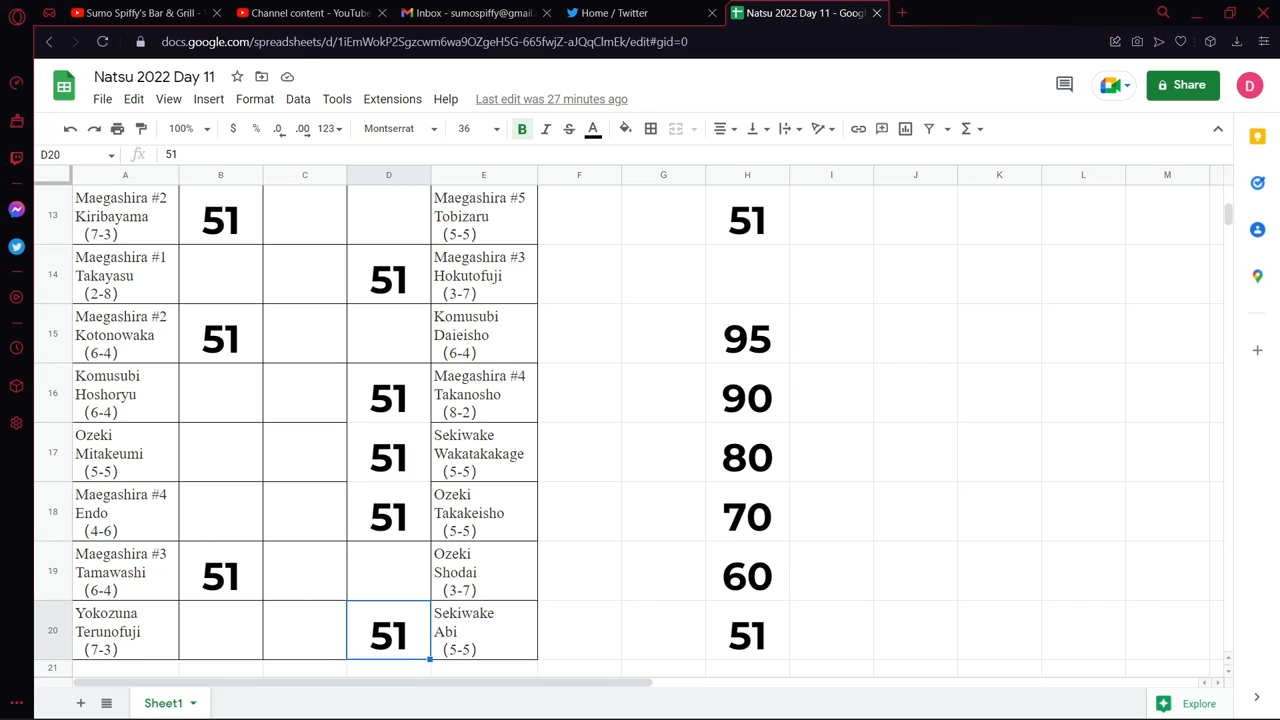 Sumo Spiffy's Bar & Grill -
Channel content - YouTube
Inbox - sumospiffy@gmail.
Home / Twitter
Natsu 2022 Day 11 - Goog
docs.google.com/spreadsheets/d/1iEmWokP2Sgzcwm6wa9OZgeH5G-665fwiZ-aJQqClmEk/edit#gid=0
Natsu 2022 Day 11
File Edit View Insert Format Data Tools Extensions Help Last edit was 27 minutes ago
Share
D
100% $ % .0 .00 123 Montserrat 36 B I S A
D20 fx 51
A B C D E F G H I J K L M
13
Maegashira #2
Kiribayama
(7-3)
51
Maegashira #5
Tobizaru
(5-5)
51
14
Maegashira #1
Takayasu
(2-8)
51
Maegashira #3
Hokutofuji
(3-7)
15
Maegashira #2
Kotonowaka
(6-4)
51
Komusubi
Daieisho
(6-4)
95
16
Komusubi
Hoshoryu
(6-4)
51
Maegashira #4
Takanosho
(8-2)
90
17
Ozeki
Mitakeumi
(5-5)
51
Sekiwake
Wakatakakage
(5-5)
80
18
Maegashira #4
Endo
(4-6)
51
Ozeki
Takakeisho
(5-5)
70
19
Maegashira #3
Tamawashi
(6-4)
51
Ozeki
Shodai
(3-7)
60
20
Yokozuna
Terunofuji
(7-3)
51
Sekiwake
Abi
(5-5)
51
21
Sheet1
Explore